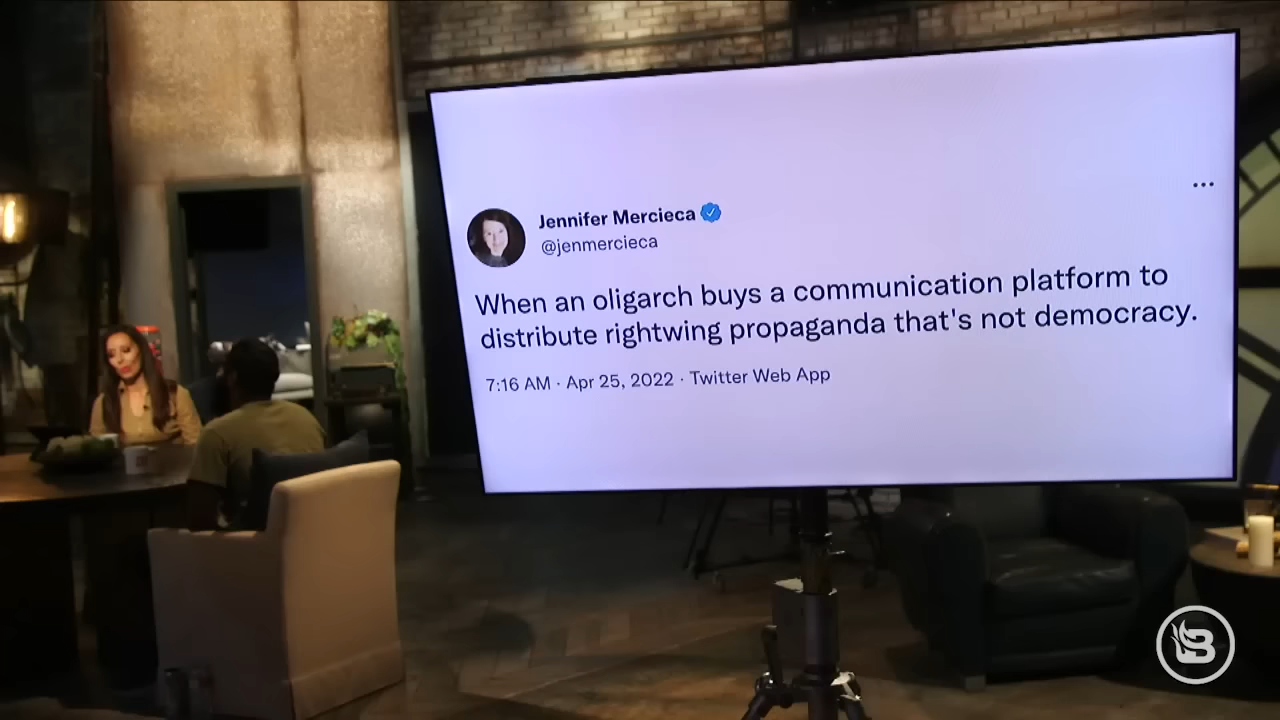 Jennifer Mercieca
@jenmercieca
When an oligarch buys a communication platform to
distribute rightwing propaganda that's not democracy.
7:16 AM · Apr 25, 2022 · Twitter Web App
B